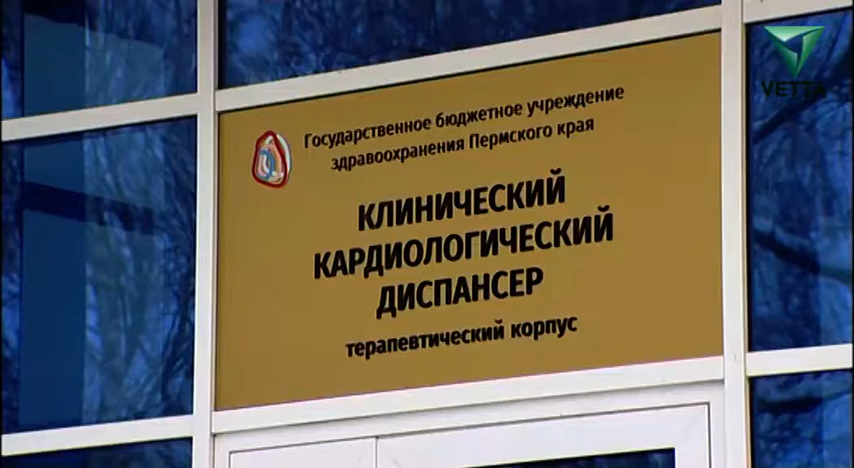 Государственное бюджетное учреждение
здравоохранения Пермского края
КЛИНИЧЕСКИЙ
КАРДИОЛОГИЧЕСКИЙ
ДИСПАНСЕР
терапевтический корпус
VETTA